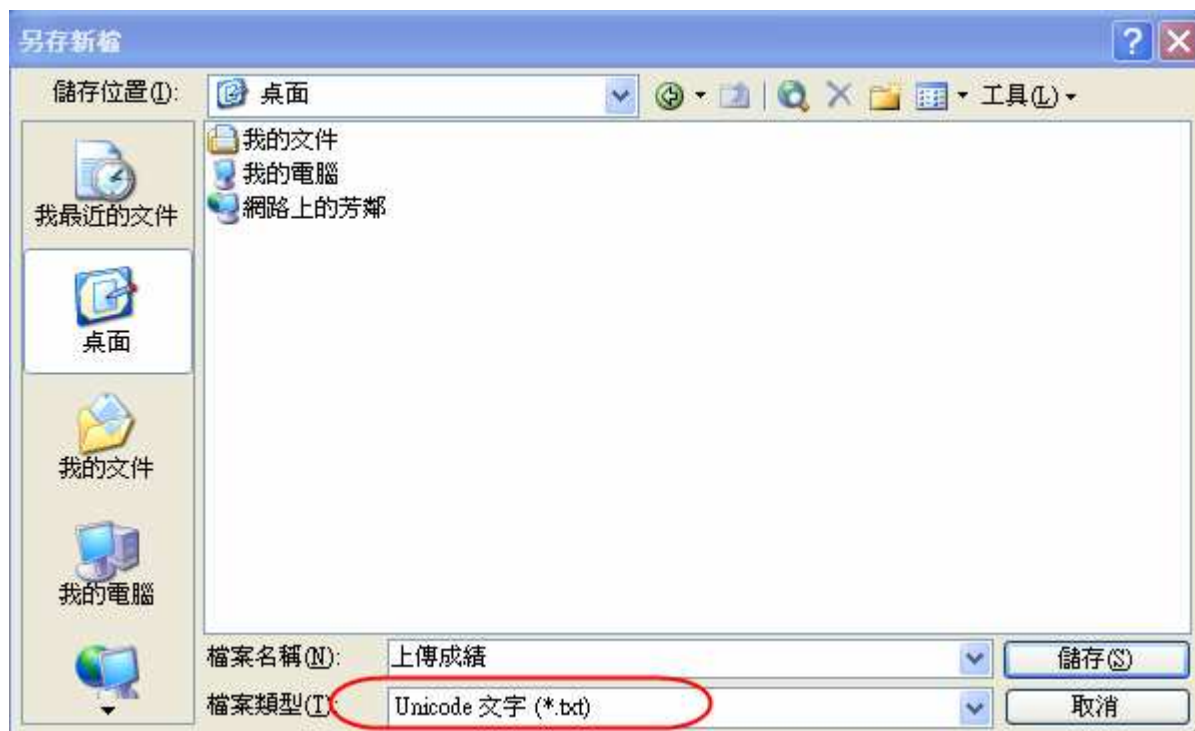 另存新檔
儲存位置(I):
桌面
工具(L)
我的文件
我的電腦
網路上的芳鄰
我最近的文件
桌面
我的文件
我的電腦
檔案名稱(N):
上傳成績
儲存(S)
檔案類型(T):
Unicode 文字 (*.txt)
取消